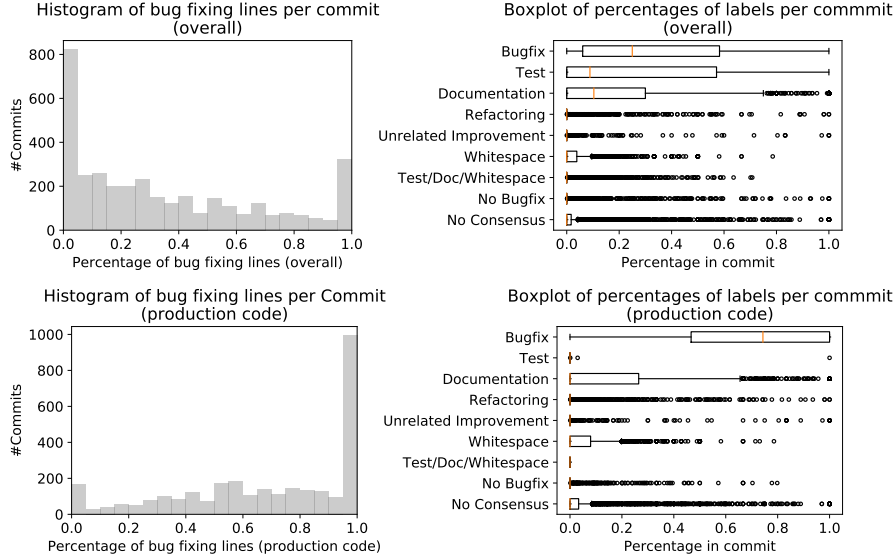 Histogram of bug fixing lines per commit
(overall)
800
600
400
200
0
#Commits
0.0 0.2 0.4 0.6 0.8 1.0
Percentage of bug fixing lines (overall)
Boxplot of percentages of labels per commmit
(overall)
Bugfix
Test
Documentation
Refactoring
Unrelated Improvement
Whitespace
Test/Doc/Whitespace
No Bugfix
No Consensus
0.0 0.2 0.4 0.6 0.8 1.0
Percentage in commit
Histogram of bug fixing lines per Commit
(production code)
1000
800
600
400
200
0
#Commits
0.0 0.2 0.4 0.6 0.8 1.0
Percentage of bug fixing lines (production code)
Boxplot of percentages of labels per commmit
(production code)
Bugfix
Test
Documentation
Refactoring
Unrelated Improvement
Whitespace
Test/Doc/Whitespace
No Bugfix
No Consensus
0.0 0.2 0.4 0.6 0.8 1.0
Percentage in commit